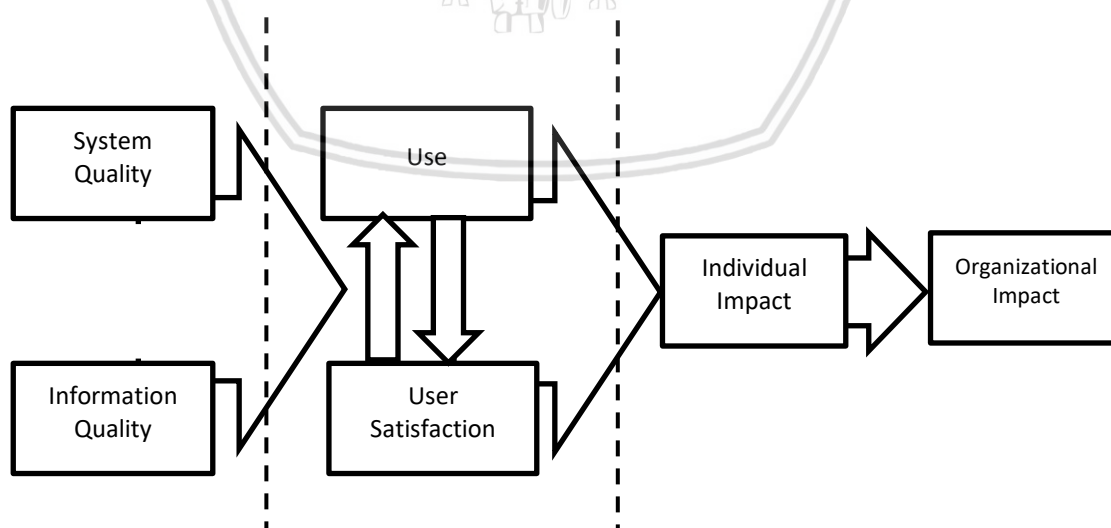 System
Quality
Use
Individual
Impact
Organizational
Impact
Information
Quality
User
Satisfaction